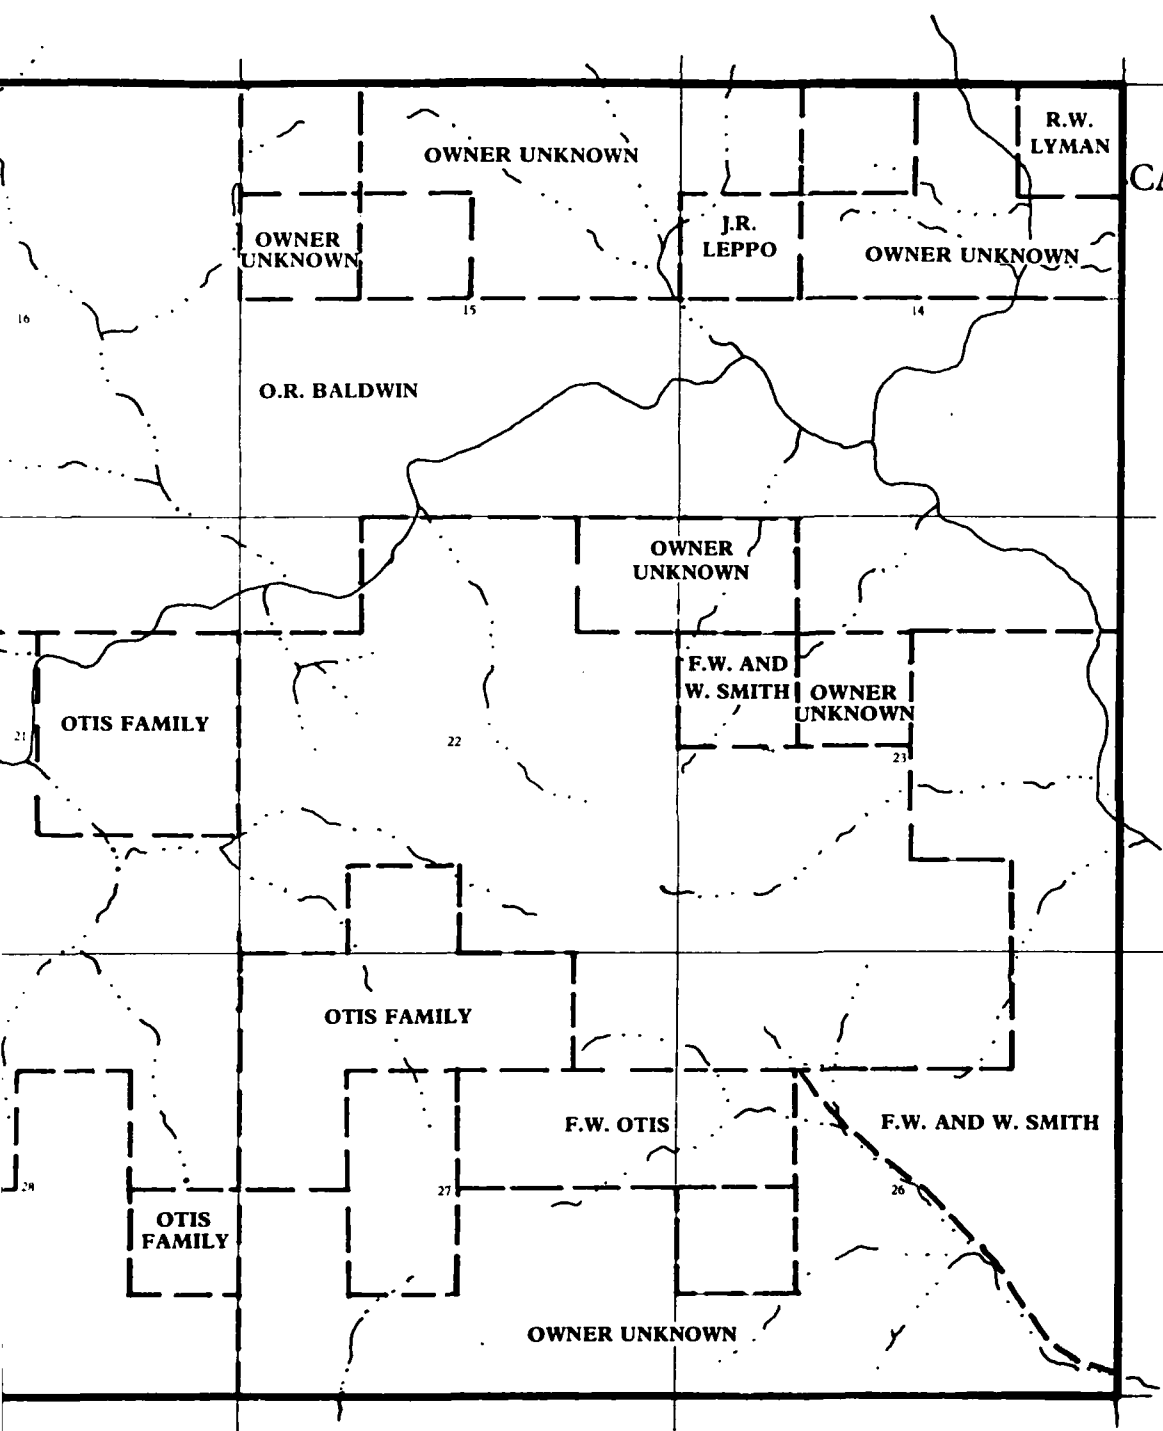 R.W.
LYMAN
CA
OWNER UNKNOWN
J.R.
LEPPO
OWNER
UNKNOWN
OWNER UNKNOWN
16
15
14
O.R. BALDWIN
OWNER
UNKNOWN
F.W. AND
W. SMITH
OWNER
UNKNOWN
OTIS FAMILY
21
22
23
OTIS FAMILY
F.W. OTIS
F.W. AND W. SMITH
28
27
26
OTIS
FAMILY
OWNER UNKNOWN